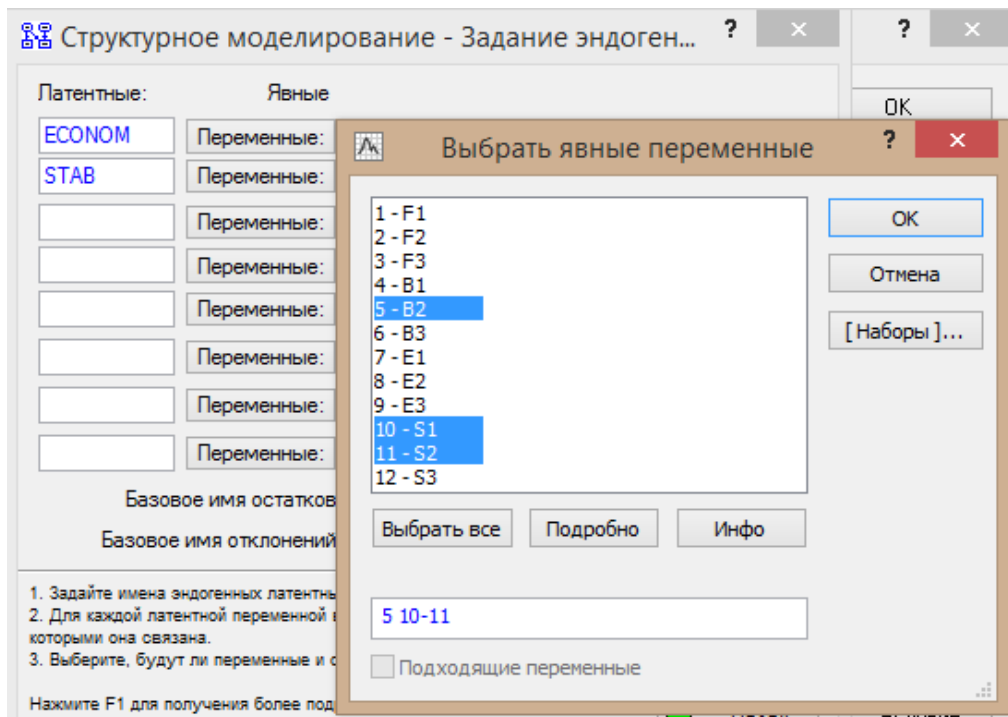 Структурное моделирование - Задание эндоген... ? ×
? ×
Латентные: Явные
OK
ECONOM Переменные:
STAB Переменные:
Переменные:
Переменные:
Переменные:
Переменные:
Переменные:
Переменные:
Базовое имя остатков
Базовое имя отклонений
1. Задайте имена эндогенных латентны
2. Для каждой латентной переменной
которыми она связана.
3. Выберите, будут ли переменные и
Нажмите F1 для получения более под
Выбрать явные переменные ? ×
1 - F1
2 - F2
3 - F3
4 - B1
5 - B2
6 - B3
7 - E1
8 - E2
9 - E3
10 - S1
11 - S2
12 - S3
OK
Отмена
[ Наборы ]...
Выбрать все Подробно Инфо
5 10-11
Подходящие переменные